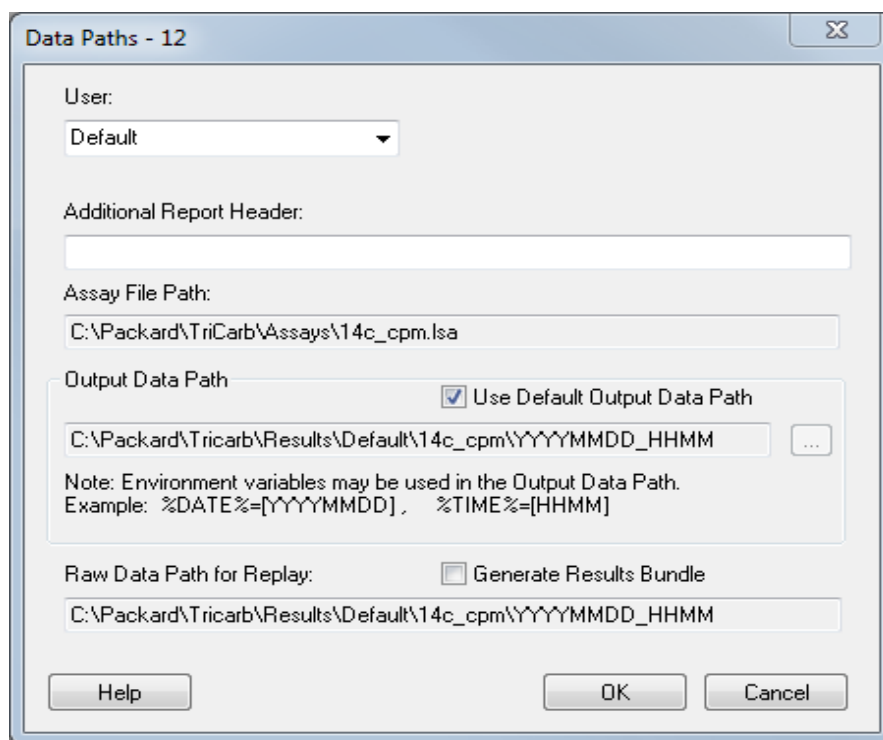 Data Paths - 12
User:
Default
Additional Report Header:
Assay File Path:
C:\Packard\TriCarb\Assays\14c_cpm.lsa
Output Data Path
Use Default Output Data Path
C:\Packard\Tricarb\Results\Default\14c_cpm\YYYYMMDD_HHMM
...
Note: Environment variables may be used in the Output Data Path.
Example: %DATE%=[YYYYMMDD] , %TIME%=[HHMM]
Raw Data Path for Replay:
Generate Results Bundle
C:\Packard\Tricarb\Results\Default\14c_cpm\YYYYMMDD_HHMM
Help
OK
Cancel